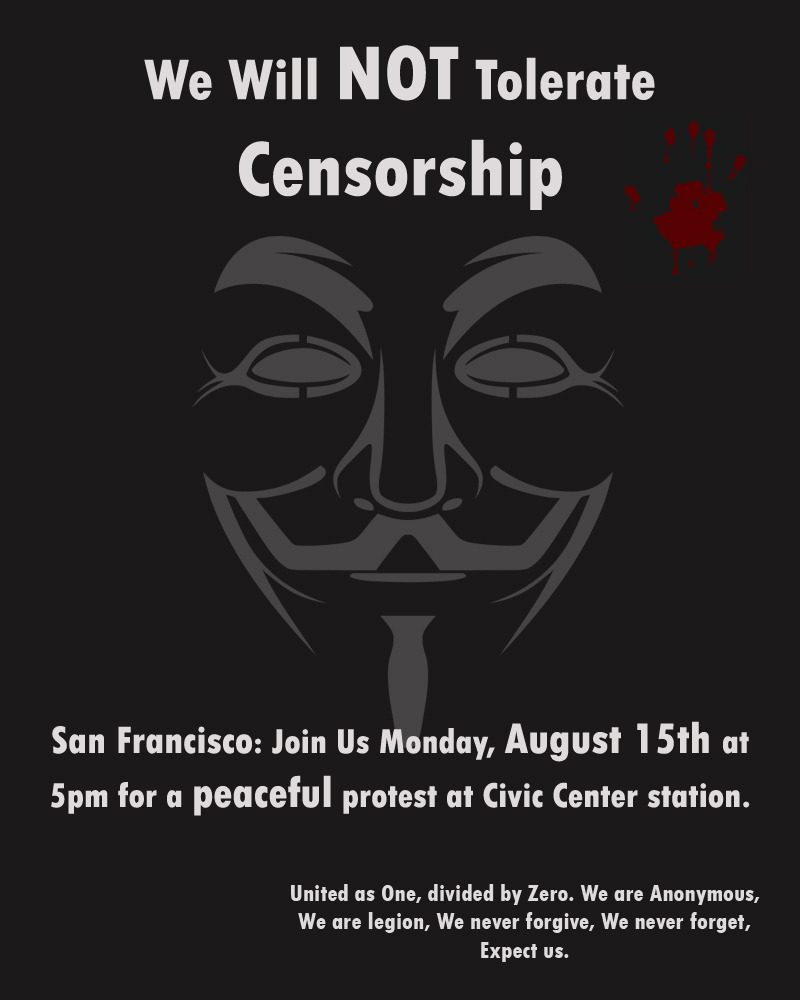 We Will NOT Tolerate
Censorship
San Francisco: Join Us Monday, August 15th at
5pm for a peaceful protest at Civic Center station.
United as One, divided by Zero. We are Anonymous,
We are legion, We never forgive, We never forget,
Expect us.